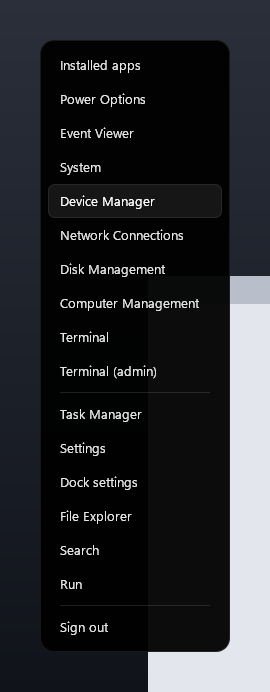 Installed apps
Power Options
Event Viewer
System
Device Manager
Network Connections
Disk Management
Computer Management
Terminal
Terminal (admin)
Task Manager
Settings
Dock settings
File Explorer
Search
Run
Sign out